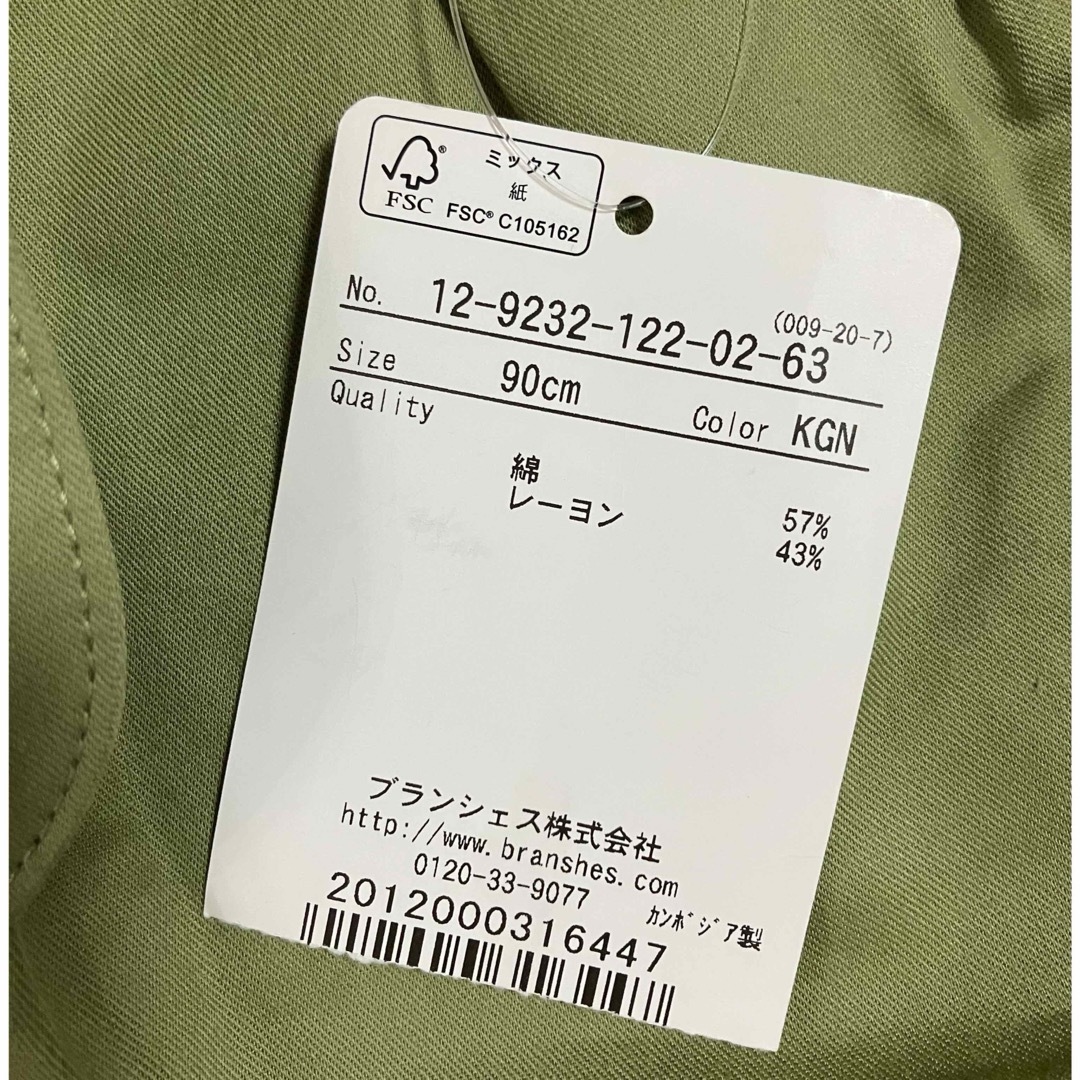 ミックス
紙
FSC® C105162
®
FSC
No. 12-9232-122-02-63 (009-20-7)
Size 90cm Color KGN
Quality
綿 57%
レーヨン 43%
ブランシェス株式会社
http://www.branshes.com
0120-33-9077
カンボジア製
2012000316447